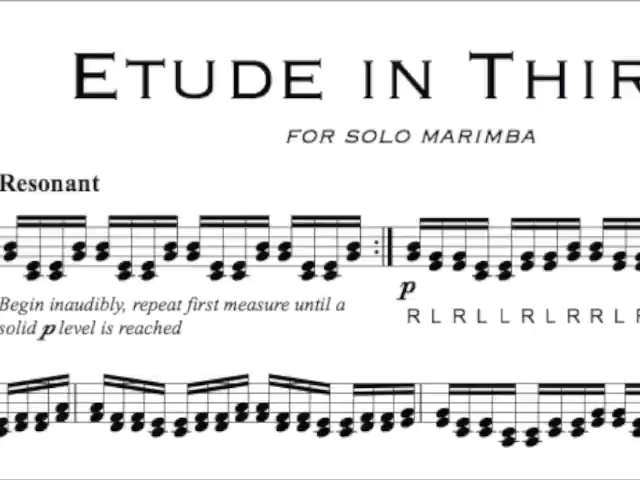 ETUDE IN THIR
FOR SOLO MARIMBA
Resonant
Begin inaudibly, repeat first measure until a
solid p level is reached
p
R L R L L R L R R L R